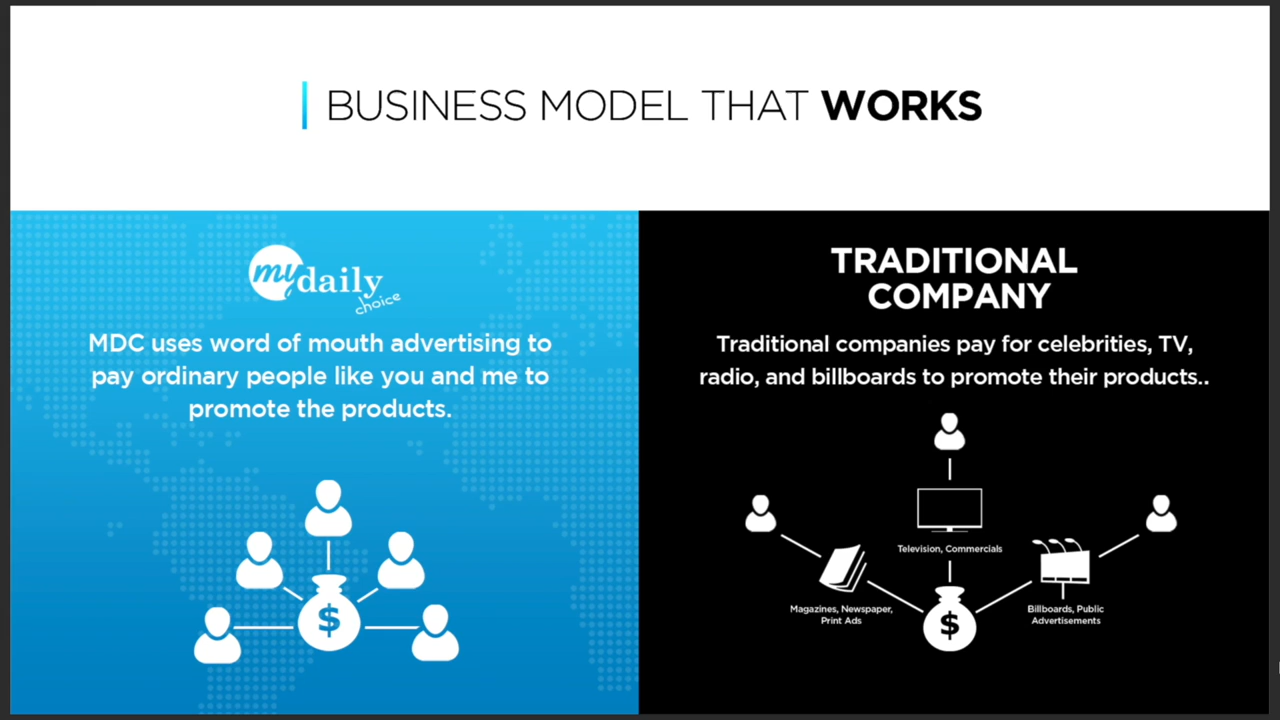 BUSINESS MODEL THAT WORKS
my daily
choice
MDC uses word of mouth advertising to
pay ordinary people like you and me to
promote the products.
$
TRADITIONAL
COMPANY
Traditional companies pay for celebrities, TV,
radio, and billboards to promote their products..
Television, Commercials
Magazines, Newspaper,
Print Ads
Billboards, Public
Advertisements
$